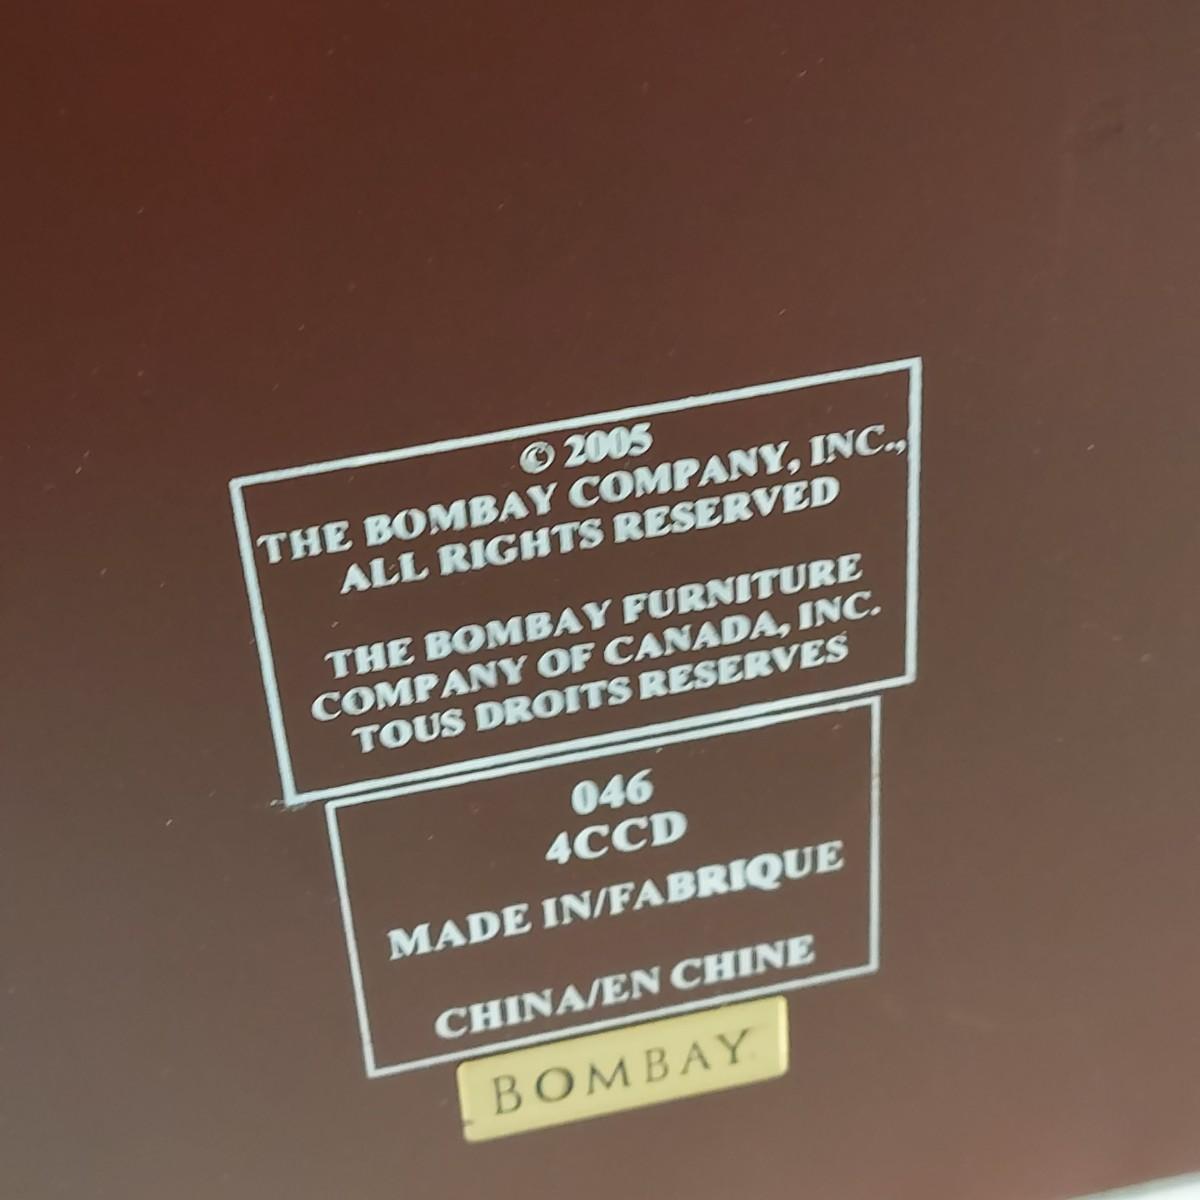 © 2005
THE BOMBAY COMPANY, INC.,
ALL RIGHTS RESERVED
THE BOMBAY FURNITURE
COMPANY OF CANADA, INC.
TOUS DROITS RESERVES
046
4CCD
MADE IN/FABRIQUE
CHINA/EN CHINE
BOMBAY